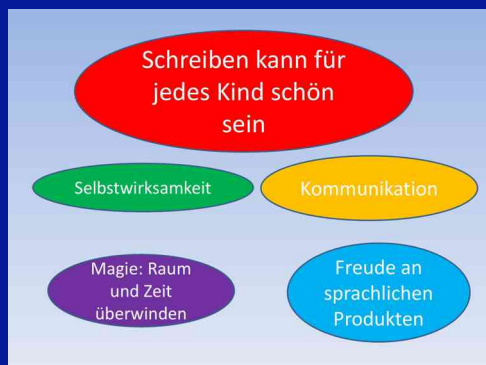 Schreiben kann für
jedes Kind schön
sein
Selbstwirksamkeit
Kommunikation
Magie: Raum
und Zeit
überwinden
Freude an
sprachlichen
Produkten